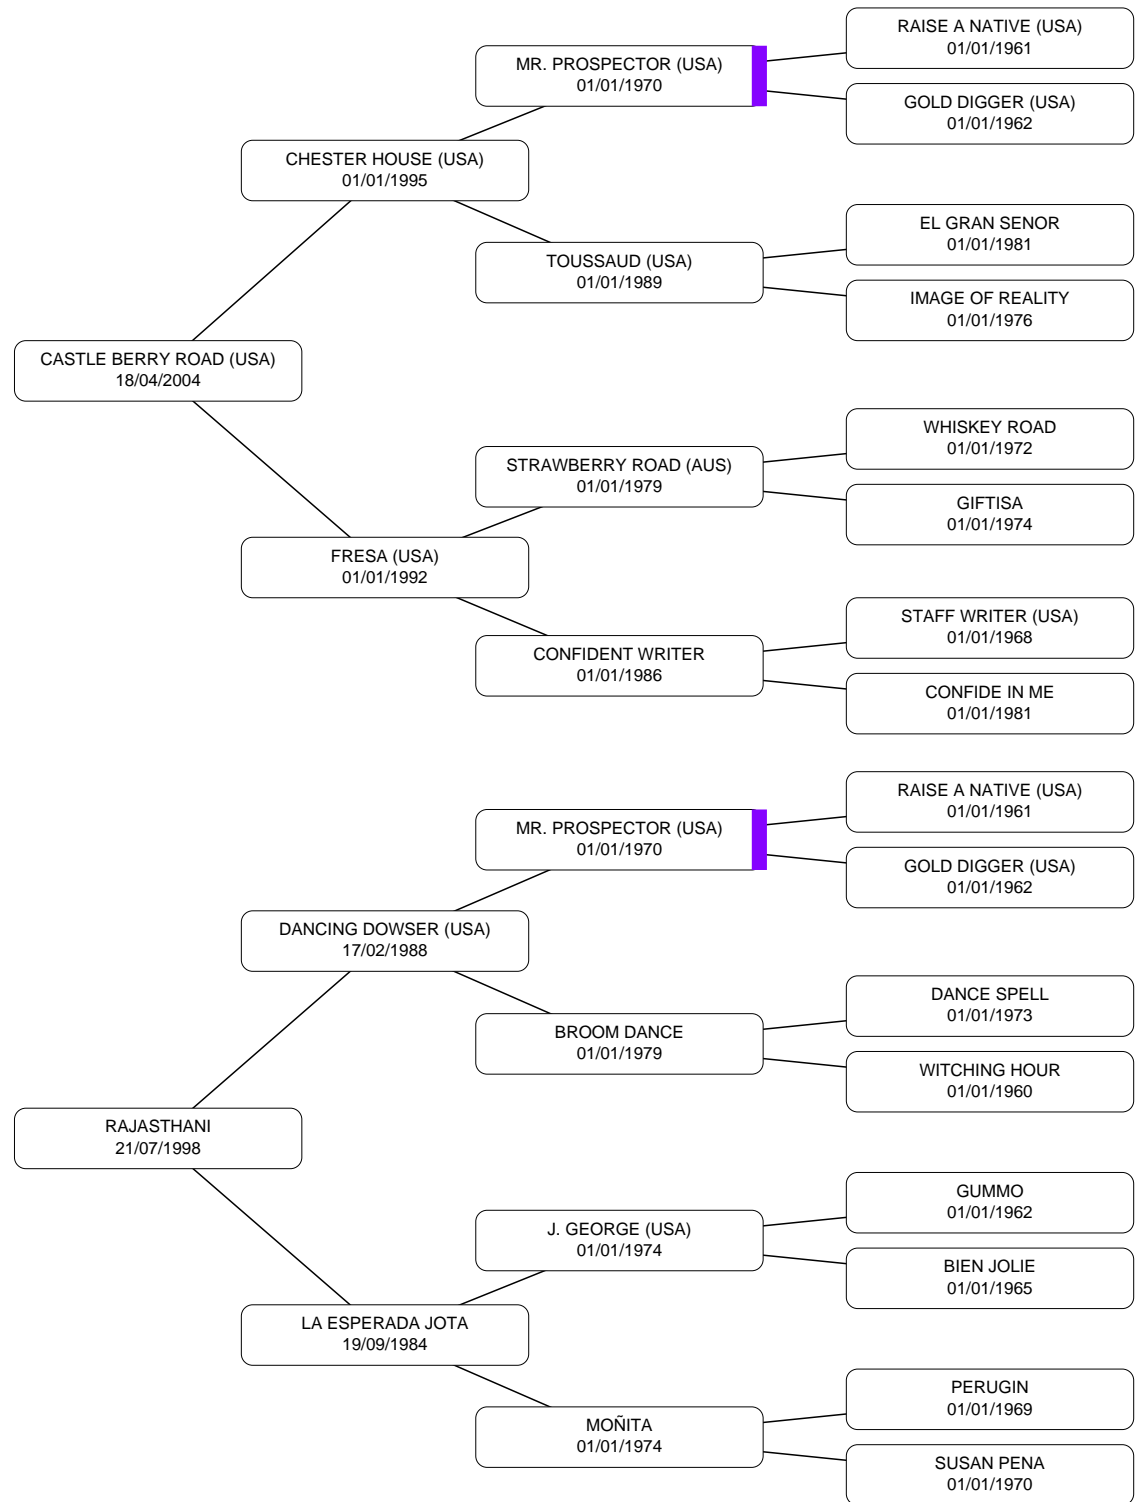 RAISE A NATIVE (USA)
01/01/1961
MR. PROSPECTOR (USA)
01/01/1970
GOLD DIGGER (USA)
01/01/1962
CHESTER HOUSE (USA)
01/01/1995
EL GRAN SENOR
01/01/1981
TOUSSAUD (USA)
01/01/1989
IMAGE OF REALITY
01/01/1976
CASTLE BERRY ROAD (USA)
18/04/2004
WHISKEY ROAD
01/01/1972
STRAWBERRY ROAD (AUS)
01/01/1979
GIFTISA
01/01/1974
FRESA (USA)
01/01/1992
STAFF WRITER (USA)
01/01/1968
CONFIDENT WRITER
01/01/1986
CONFIDE IN ME
01/01/1981
RAISE A NATIVE (USA)
01/01/1961
MR. PROSPECTOR (USA)
01/01/1970
GOLD DIGGER (USA)
01/01/1962
DANCING DOWSER (USA)
17/02/1988
DANCE SPELL
01/01/1973
BROOM DANCE
01/01/1979
WITCHING HOUR
01/01/1960
RAJASTHANI
21/07/1998
GUMMO
01/01/1962
J. GEORGE (USA)
01/01/1974
BIEN JOLIE
01/01/1965
LA ESPERADA JOTA
19/09/1984
PERUGIN
01/01/1969
MOÑITA
01/01/1974
SUSAN PENA
01/01/1970